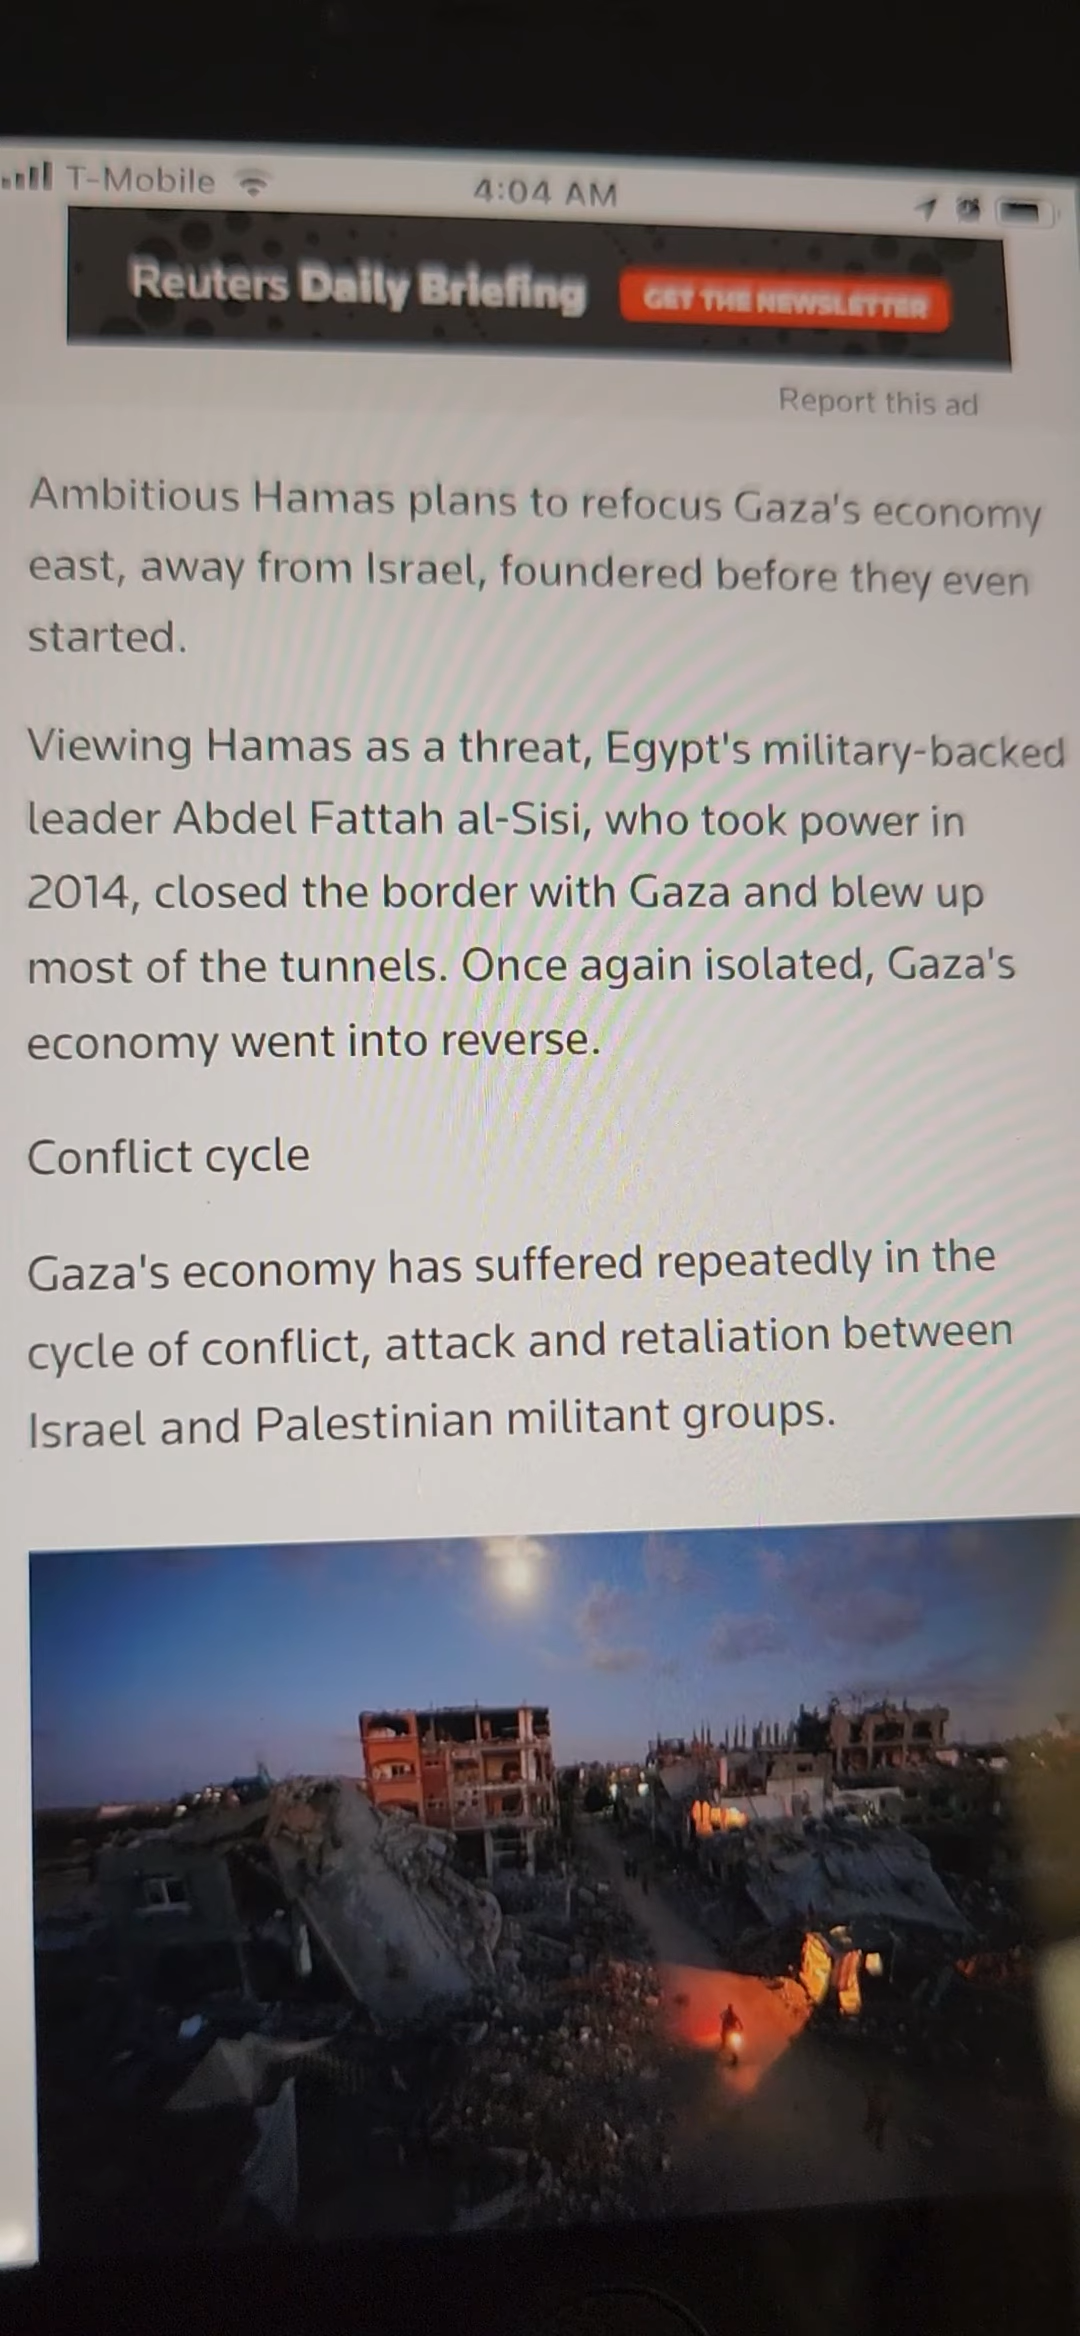 T-Mobile 4:04 AM
Reuters Daily Briefing GET THE NEWSLETTER
Report this ad
Ambitious Hamas plans to refocus Gaza's economy
east, away from Israel, foundered before they even
started.
Viewing Hamas as a threat, Egypt's military-backed
leader Abdel Fattah al-Sisi, who took power in
2014, closed the border with Gaza and blew up
most of the tunnels. Once again isolated, Gaza's
economy went into reverse.
Conflict cycle
Gaza's economy has suffered repeatedly in the
cycle of conflict, attack and retaliation between
Israel and Palestinian militant groups.